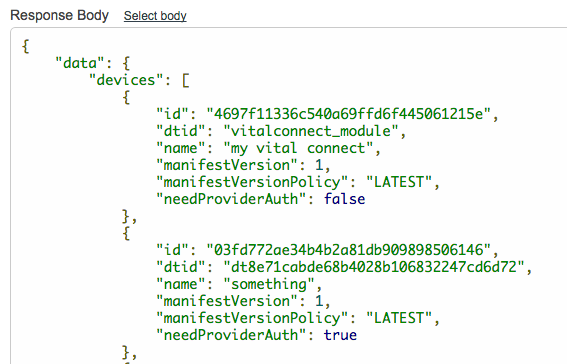 Response Body Select body
{
    "data": {
        "devices": [
            {
                "id": "4697f11336c540a69ffd6f445061215e",
                "dtid": "vitalconnect_module",
                "name": "my vital connect",
                "manifestVersion": 1,
                "manifestVersionPolicy": "LATEST",
                "needProviderAuth": false
            },
            {
                "id": "03fd772ae34b4b2a81db909898506146",
                "dtid": "dt8e71cabde68b4028b106832247cd6d72",
                "name": "something",
                "manifestVersion": 1,
                "manifestVersionPolicy": "LATEST",
                "needProviderAuth": true
            },